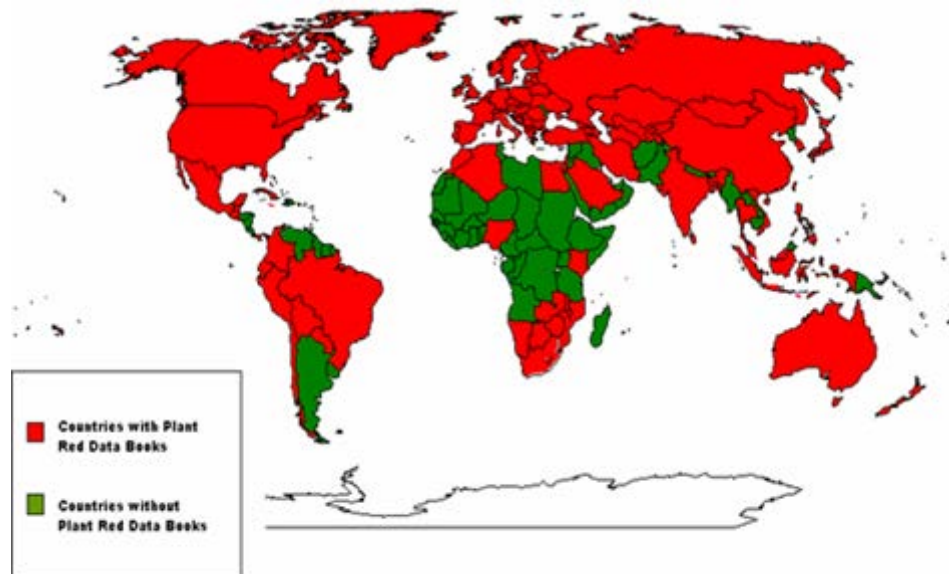 Countries with Plant
Red Data Books
Countries without
Plant Red Data Books